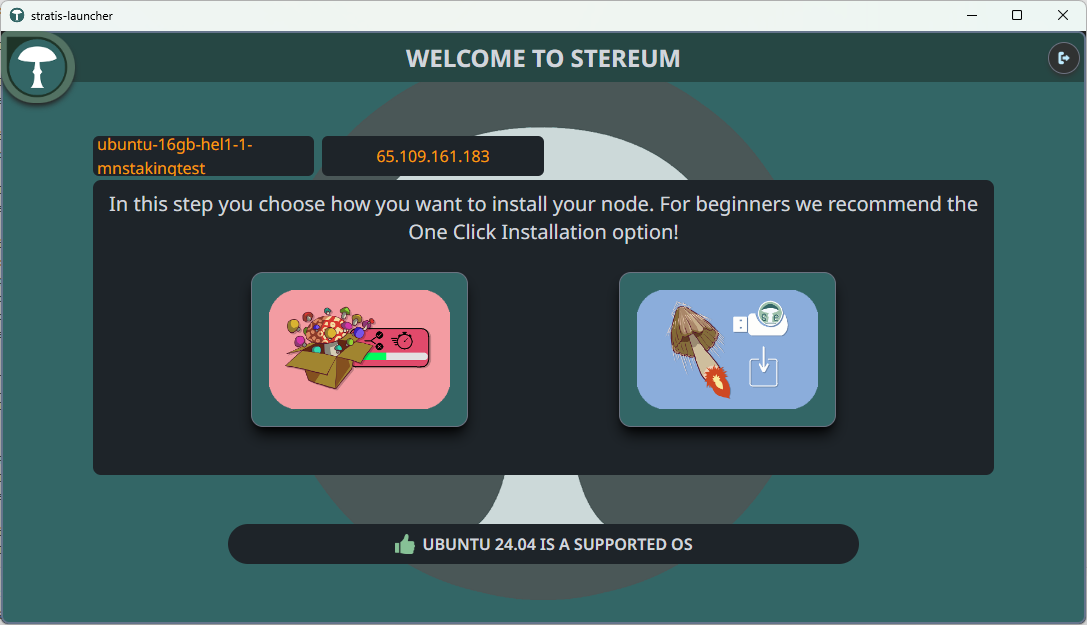 stratis-launcher
WELCOME TO STEREUM
ubuntu-16gb-hel1-1-
mnstakingtest
65.109.161.183
In this step you choose how you want to install your node. For beginners we recommend the
One Click Installation option!
UBUNTU 24.04 IS A SUPPORTED OS